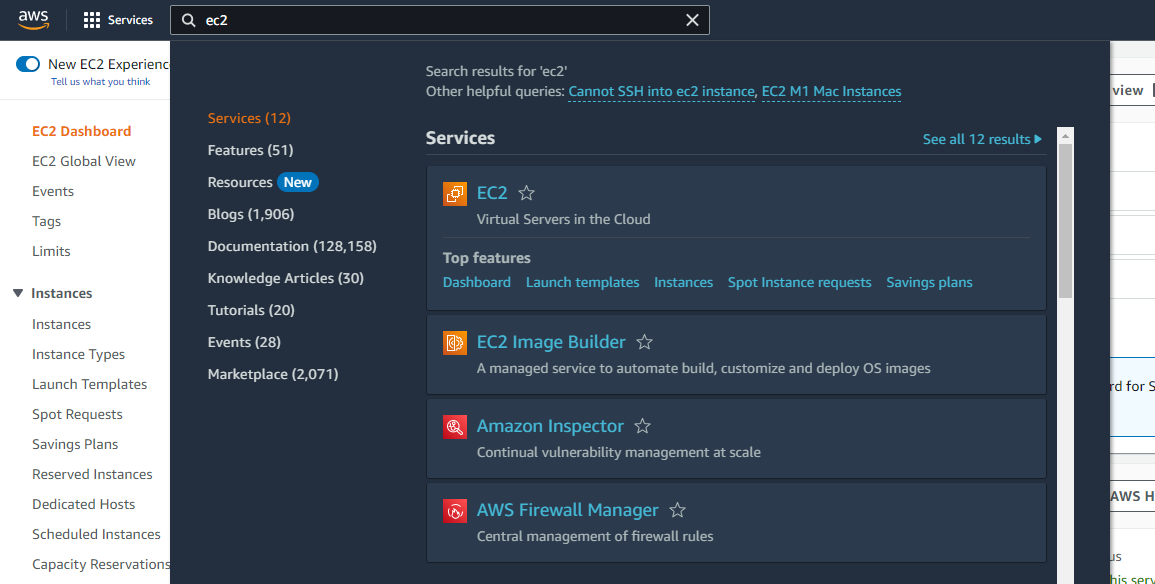 aws
Services
ec2
New EC2 Experienc
Tell us what you think
EC2 Dashboard
EC2 Global View
Events
Tags
Limits
Instances
Instances
Instance Types
Launch Templates
Spot Requests
Savings Plans
Reserved Instances
Dedicated Hosts
Scheduled Instances
Capacity Reservations
Services (12)
Features (51)
Resources New
Blogs (1,906)
Documentation (128,158)
Knowledge Articles (30)
Tutorials (20)
Events (28)
Marketplace (2,071)
Search results for 'ec2'
Other helpful queries: Cannot SSH into ec2 instance, EC2 M1 Mac Instances
Services
See all 12 results
EC2
Virtual Servers in the Cloud
Top features
Dashboard Launch templates Instances Spot Instance requests Savings plans
EC2 Image Builder
A managed service to automate build, customize and deploy OS images
Amazon Inspector
Continual vulnerability management at scale
AWS Firewall Manager
Central management of firewall rules
view
rd for S
AWS H
us
his serv